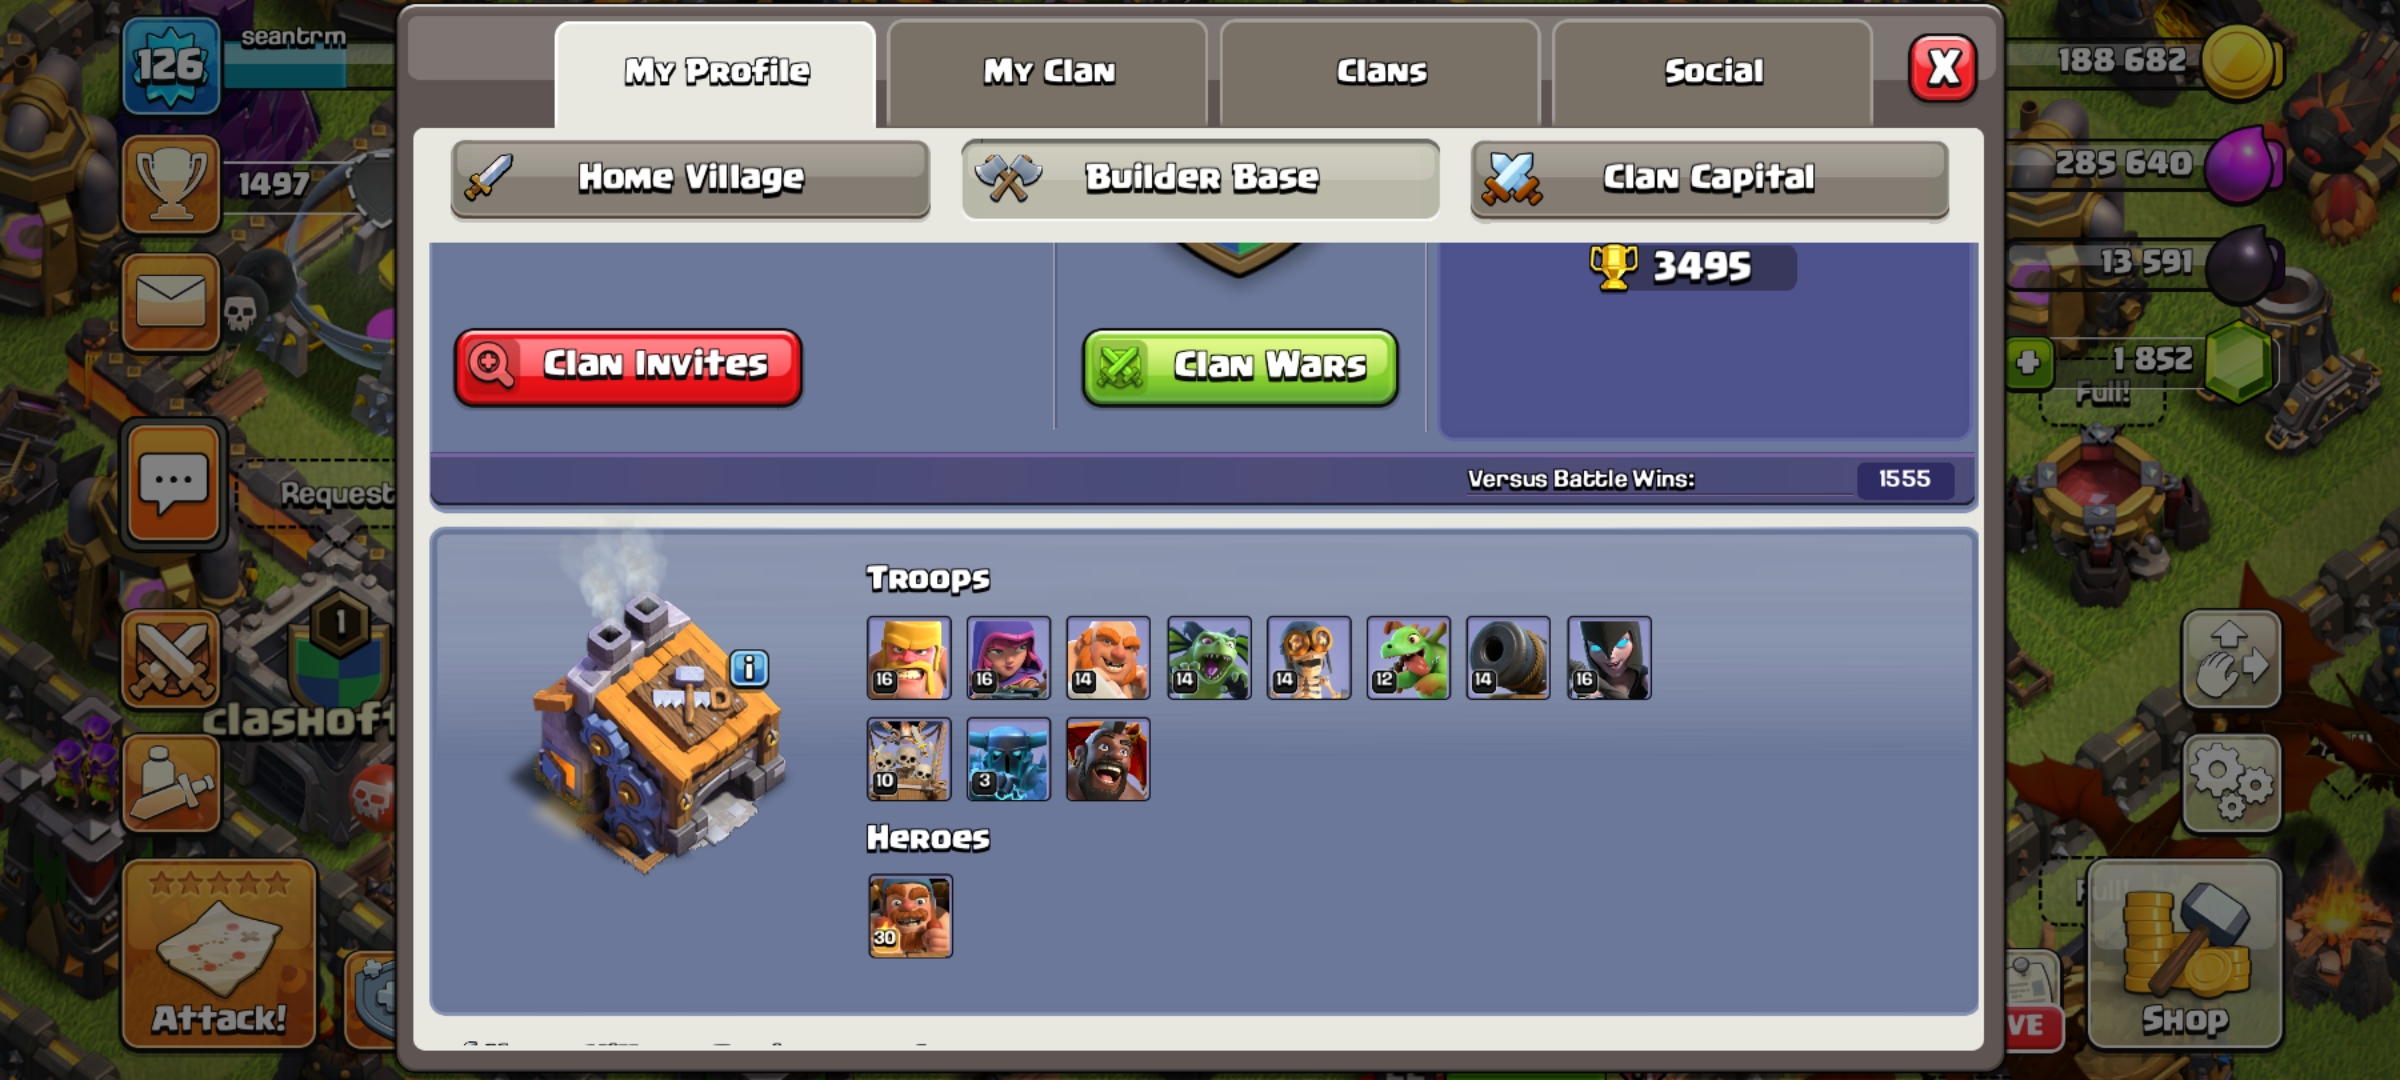 126
seantrm
My Profile
My Clan
Clans
Social
X
188 682
1497
Home Village
Builder Base
Clan Capital
285 640
3495
13 591
Clan Invites
Clan Wars
1 852
Full!
Request
Versus Battle Wins:
1555
Troops
16
16
14
14
14
12
14
16
1
10
3
Heroes
30
Attack!
Shop